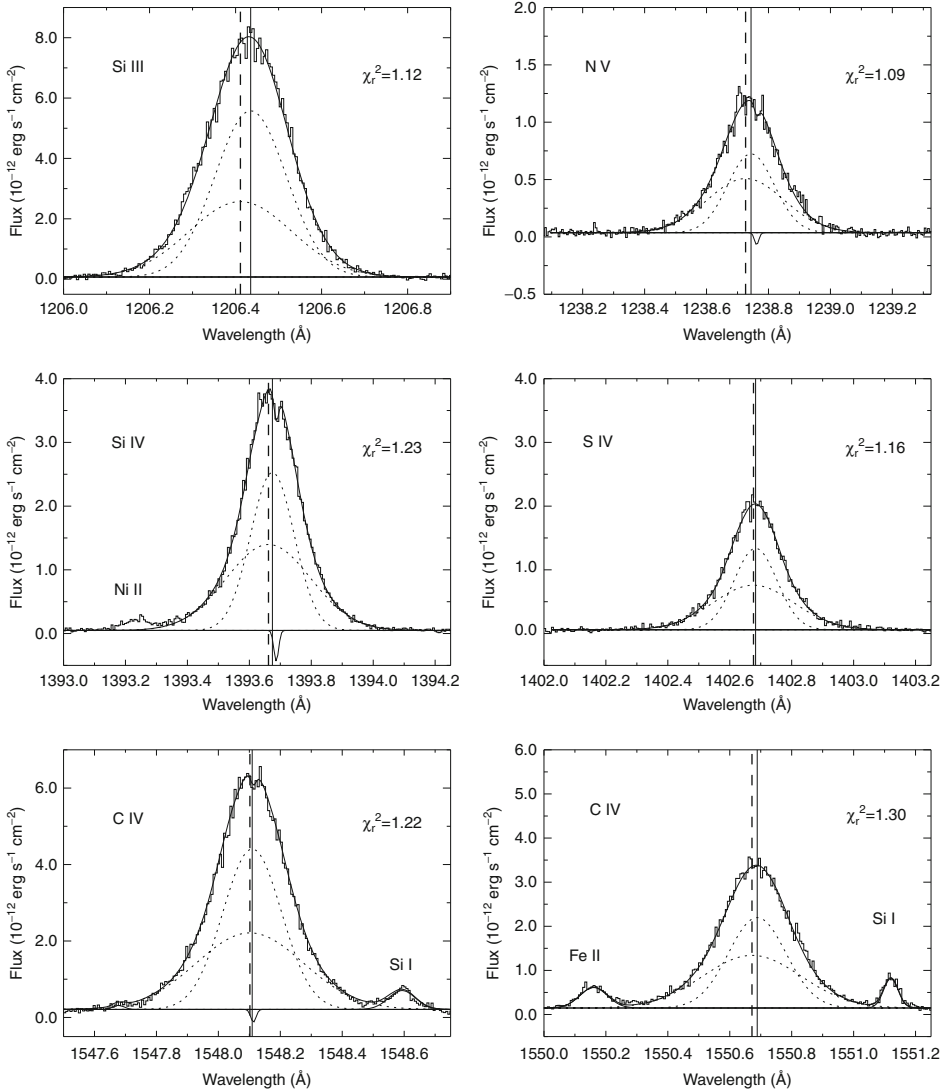 8.0
6.0
4.0
2.0
0.0
Flux (10⁻¹² erg s⁻¹ cm⁻²)
Si III
χᵣ²=1.12
1206.0 1206.2 1206.4 1206.6 1206.8
Wavelength (Å)
2.0
1.5
1.0
0.5
0.0
−0.5
Flux (10⁻¹² erg s⁻¹ cm⁻²)
N V
χᵣ²=1.09
1238.2 1238.4 1238.6 1238.8 1239.0 1239.2
Wavelength (Å)
4.0
3.0
2.0
1.0
0.0
Flux (10⁻¹² erg s⁻¹ cm⁻²)
Si IV
χᵣ²=1.23
Ni II
1393.0 1393.2 1393.4 1393.6 1393.8 1394.0 1394.2
Wavelength (Å)
4.0
3.0
2.0
1.0
0.0
Flux (10⁻¹² erg s⁻¹ cm⁻²)
S IV
χᵣ²=1.16
1402.0 1402.2 1402.4 1402.6 1402.8 1403.0 1403.2
Wavelength (Å)
6.0
4.0
2.0
0.0
Flux (10⁻¹² erg s⁻¹ cm⁻²)
C IV
χᵣ²=1.22
Si I
1547.6 1547.8 1548.0 1548.2 1548.4 1548.6
Wavelength (Å)
6.0
5.0
4.0
3.0
2.0
1.0
0.0
Flux (10⁻¹² erg s⁻¹ cm⁻²)
C IV
χᵣ²=1.30
Fe II
Si I
1550.0 1550.2 1550.4 1550.6 1550.8 1551.0 1551.2
Wavelength (Å)